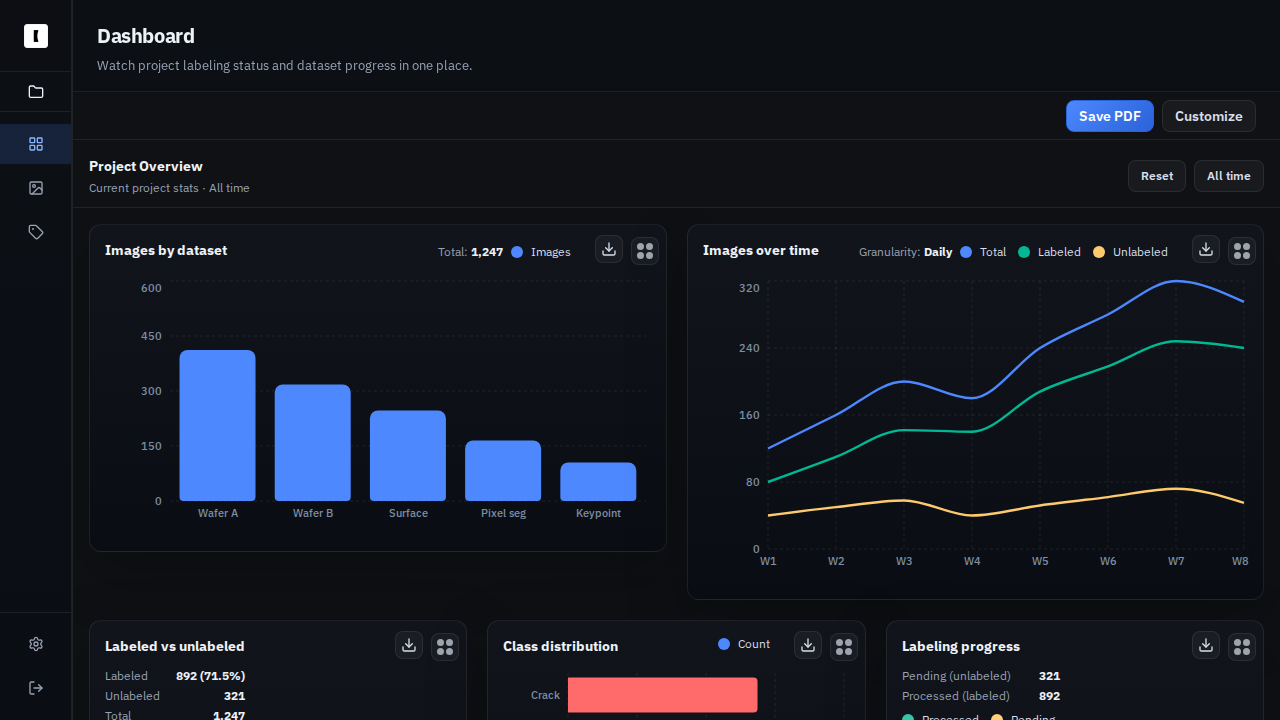 Dashboard
Watch project labeling status and dataset progress in one place.
Save PDF
Customize
Project Overview
Current project stats · All time
Reset
All time
Images by dataset
Total: 1,247
Images
600
450
300
150
0
Wafer A
Wafer B
Surface
Pixel seg
Keypoint
Images over time
Granularity: Daily
Total
Labeled
Unlabeled
320
240
160
80
0
W1
W2
W3
W4
W5
W6
W7
W8
Labeled vs unlabeled
Labeled 892 (71.5%)
Unlabeled 321
Total 1,247
Class distribution
Count
Crack
Labeling progress
Pending (unlabeled) 321
Processed (labeled) 892
Processed
Pending